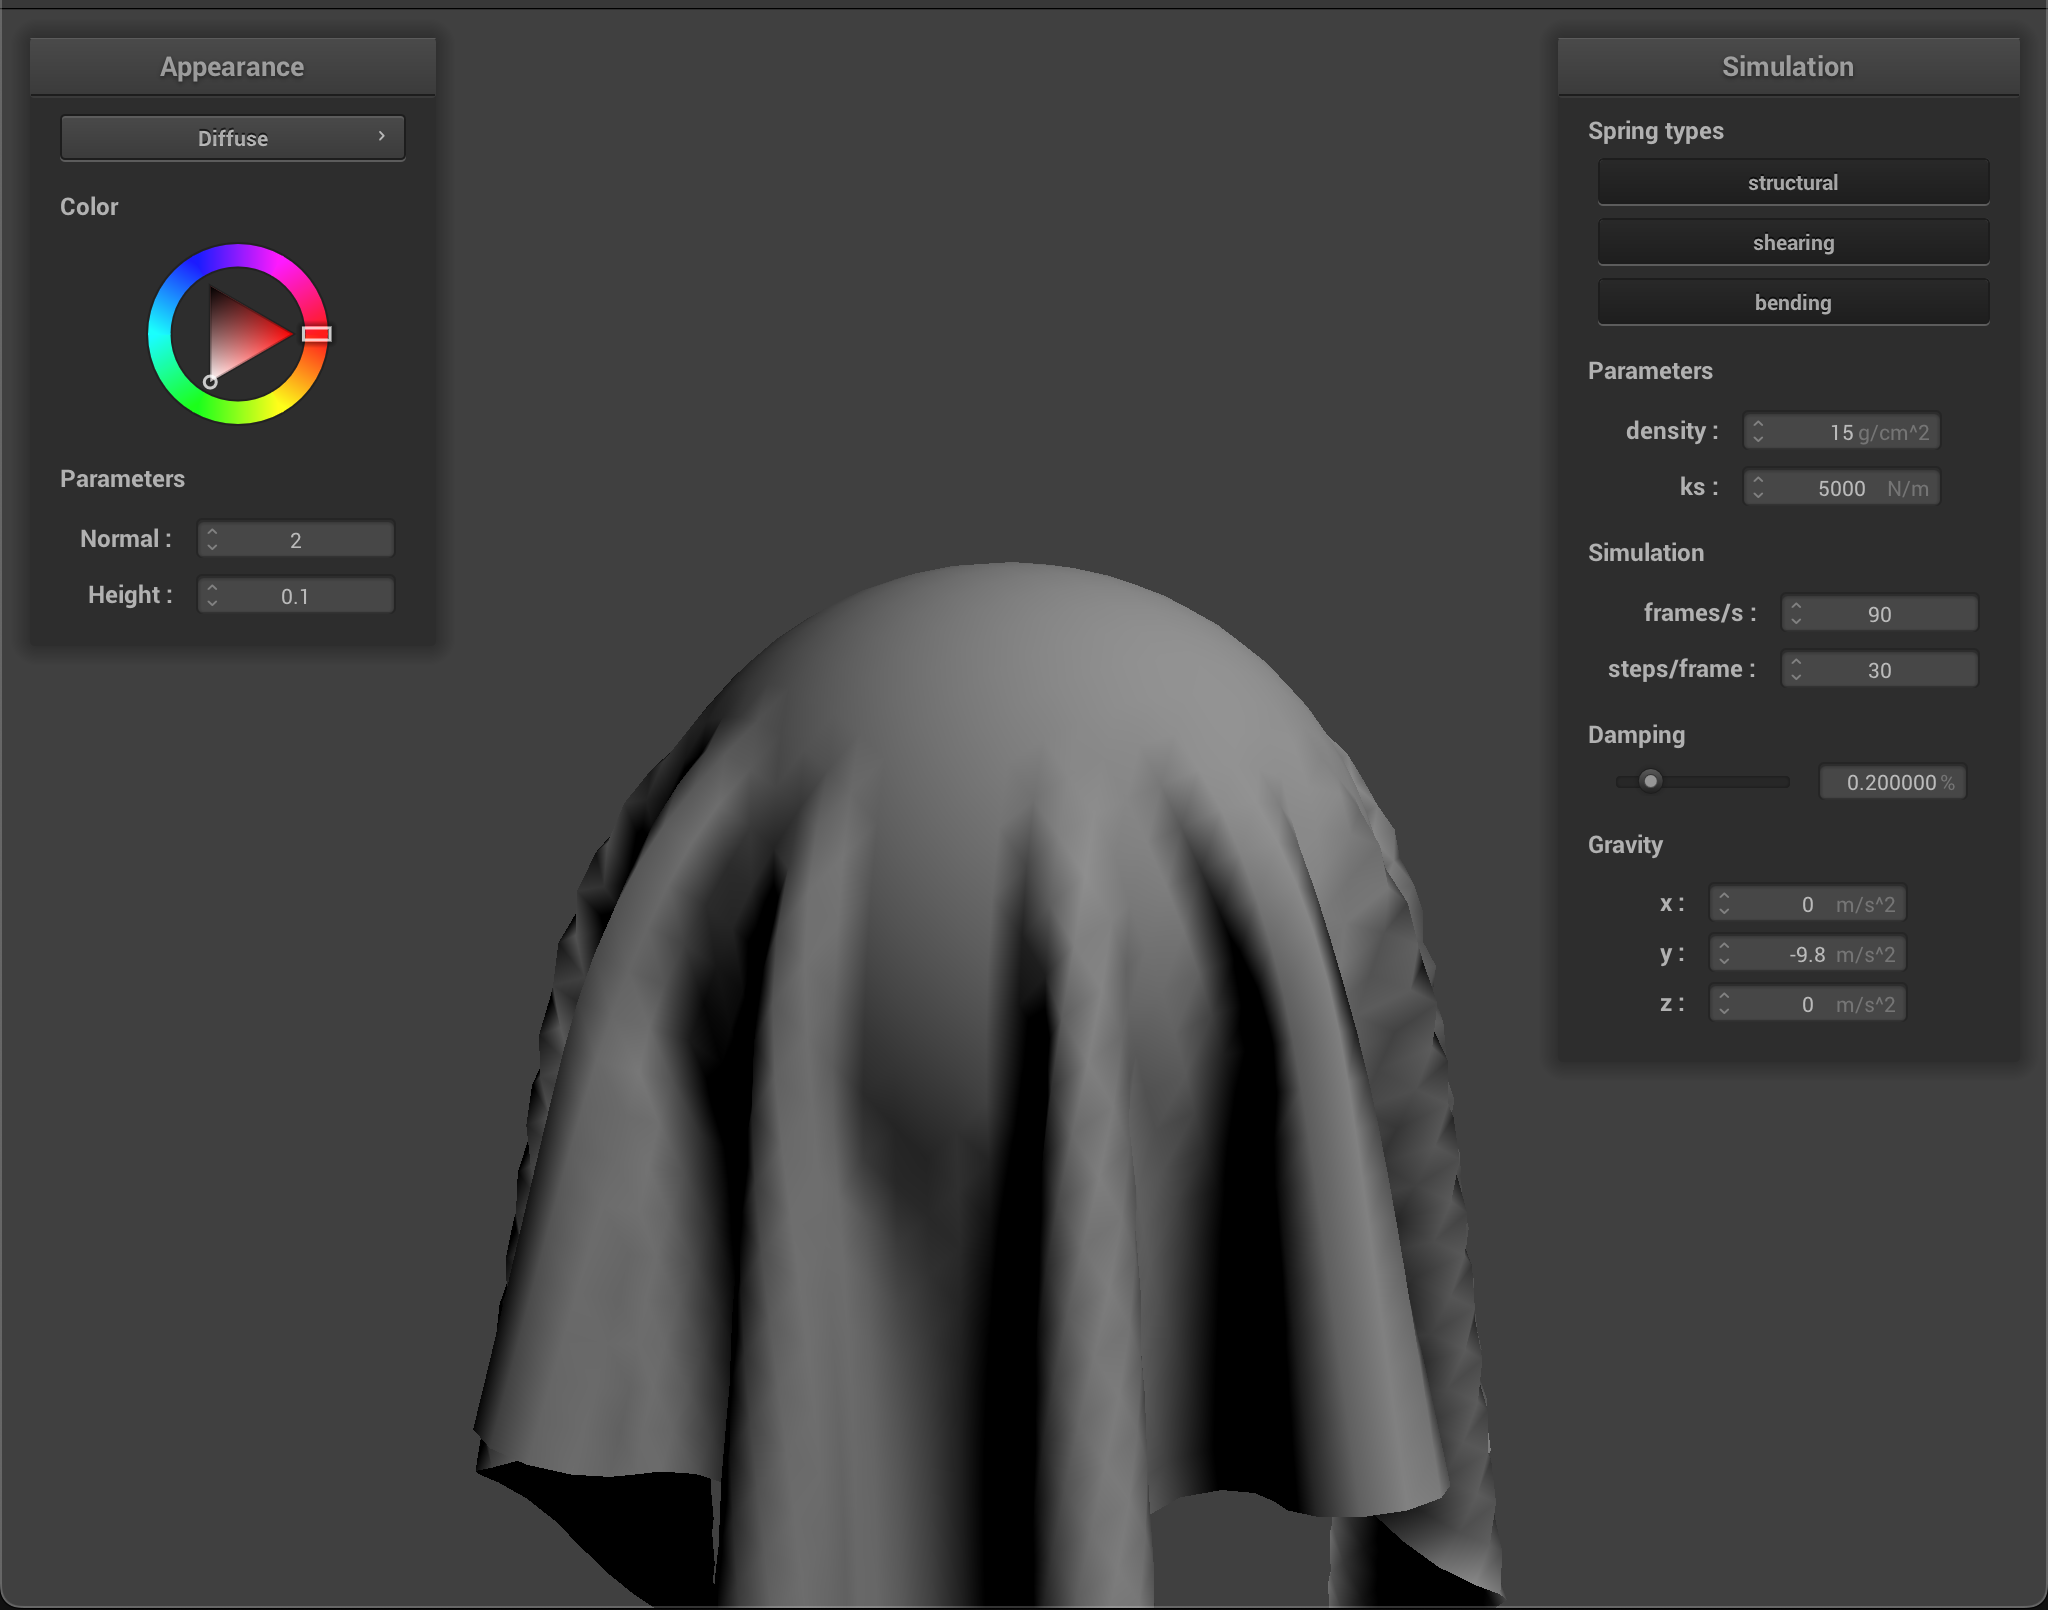 Appearance
Diffuse
Color
Parameters
Normal : 2
Height : 0.1
Simulation
Spring types
structural
shearing
bending
Parameters
density : 15 g/cm^2
ks : 5000 N/m
Simulation
frames/s : 90
steps/frame : 30
Damping
0.200000 %
Gravity
x : 0 m/s^2
y : -9.8 m/s^2
z : 0 m/s^2